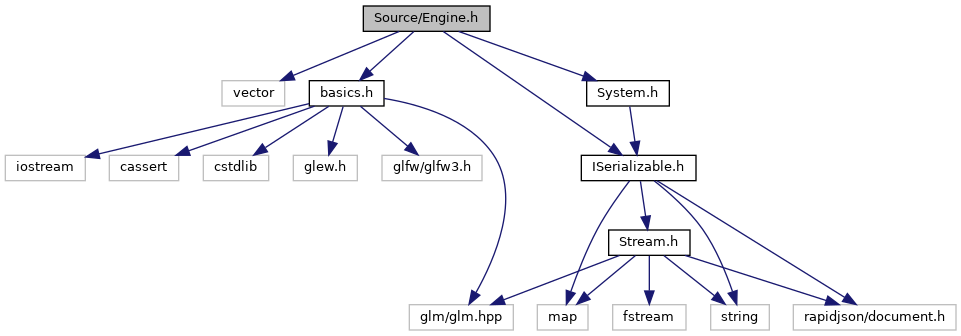 Source/Engine.h
vector
basics.h
System.h
iostream
cassert
cstdlib
glew.h
glfw/glfw3.h
ISerializable.h
Stream.h
glm/glm.hpp
map
fstream
string
rapidjson/document.h